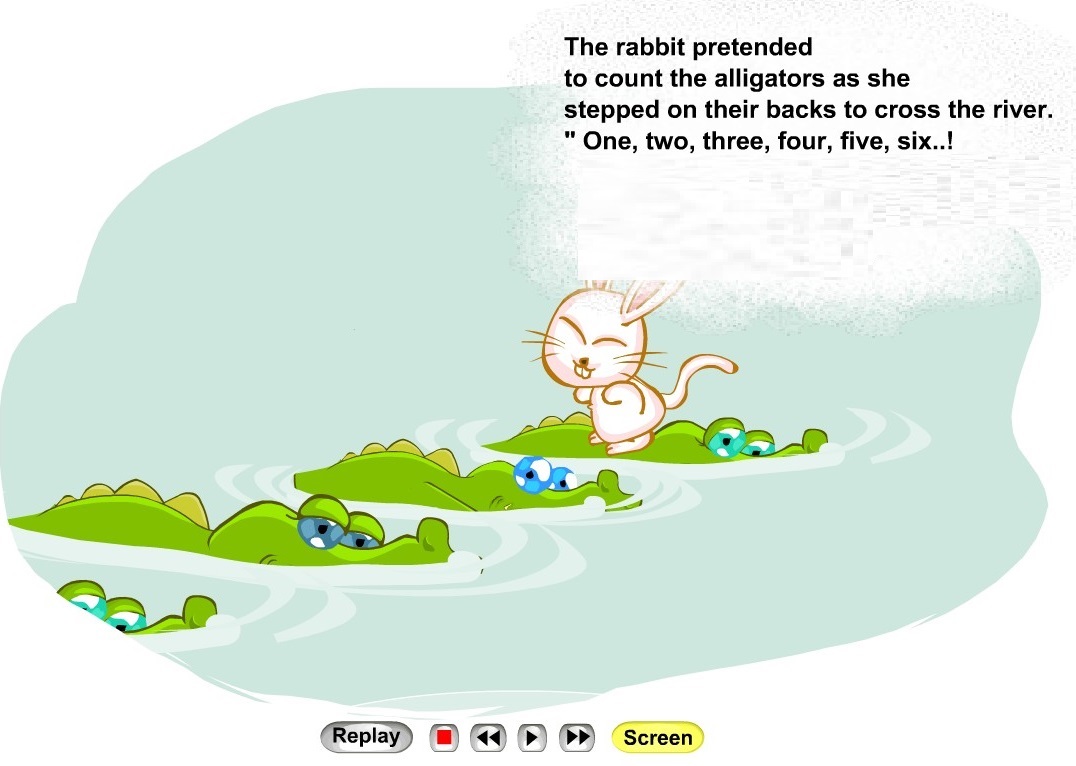 The rabbit pretended
to count the alligators as she
stepped on their backs to cross the river.
" One, two, three, four, five, six..!
Replay
Screen